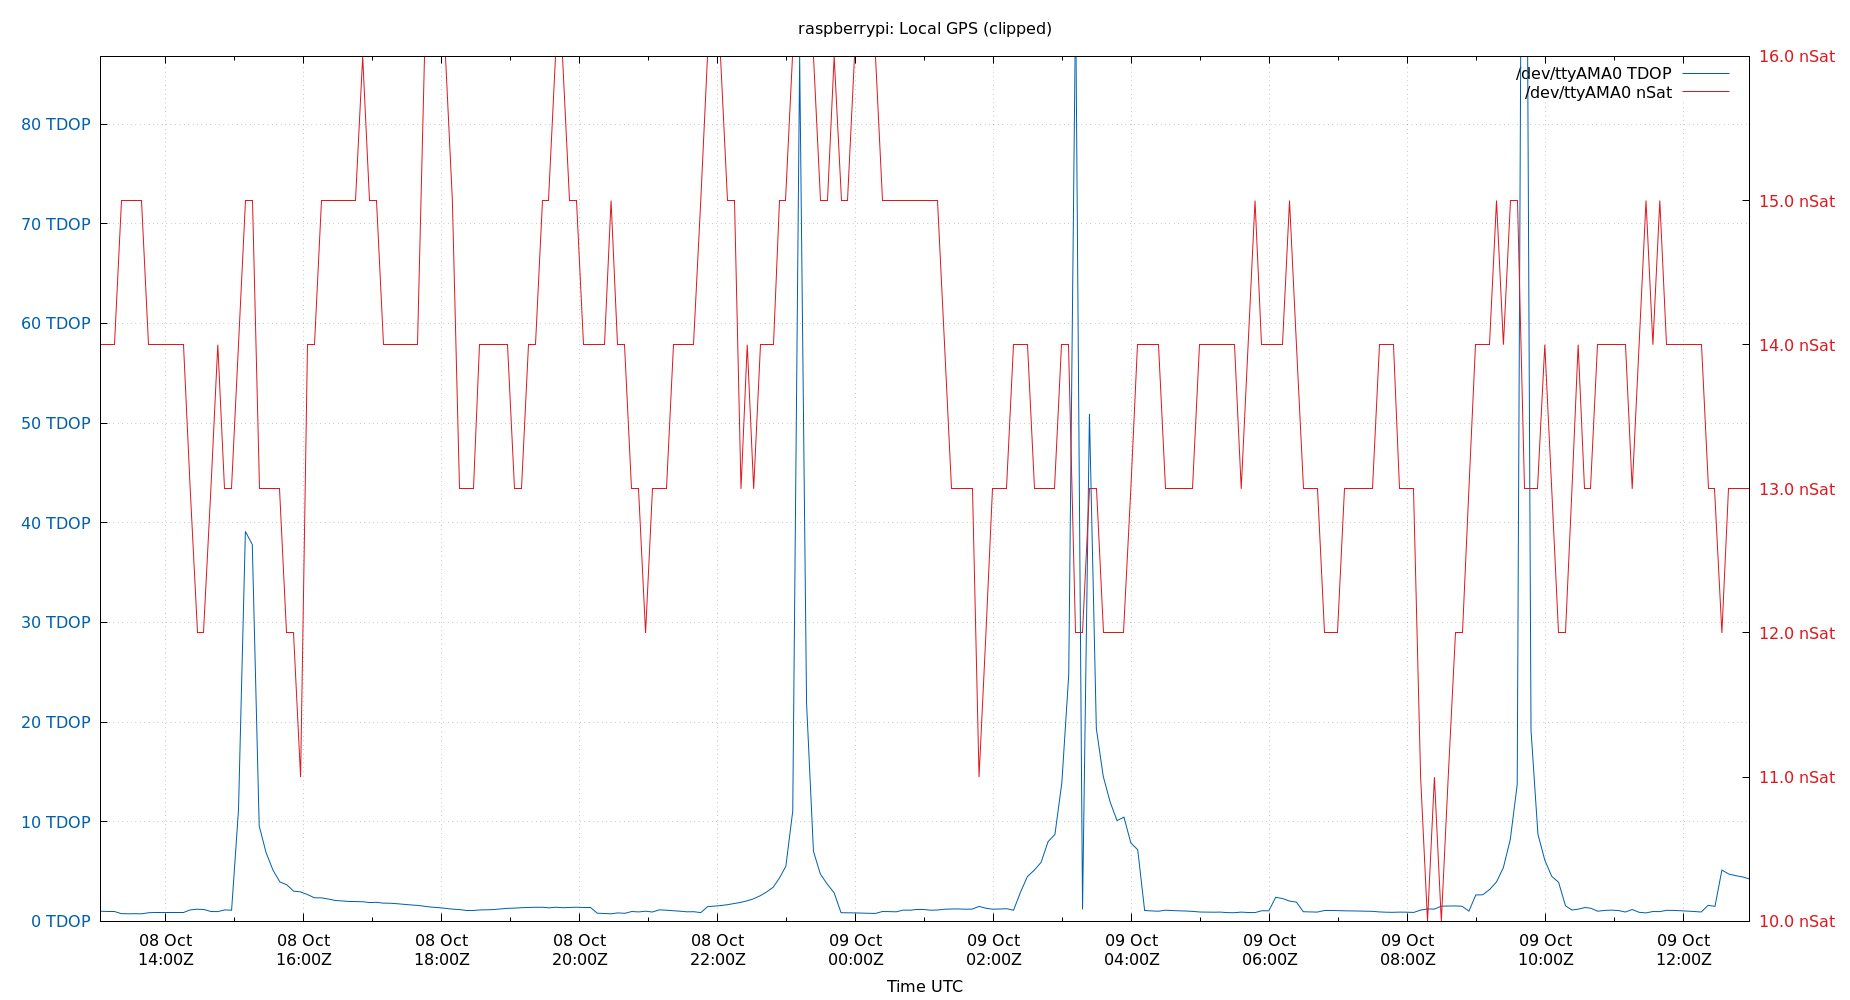 raspberrypi: Local GPS (clipped)
16.0 nSat
/dev/ttyAMA0 TDOP
/dev/ttyAMA0 nSat
80 TDOP
15.0 nSat
70 TDOP
60 TDOP
14.0 nSat
50 TDOP
13.0 nSat
40 TDOP
30 TDOP
12.0 nSat
20 TDOP
11.0 nSat
10 TDOP
0 TDOP
10.0 nSat
08 Oct 08 Oct 08 Oct 08 Oct 08 Oct 09 Oct 09 Oct 09 Oct 09 Oct 09 Oct 09 Oct 09 Oct
14:00Z 16:00Z 18:00Z 20:00Z 22:00Z 00:00Z 02:00Z 04:00Z 06:00Z 08:00Z 10:00Z 12:00Z
Time UTC